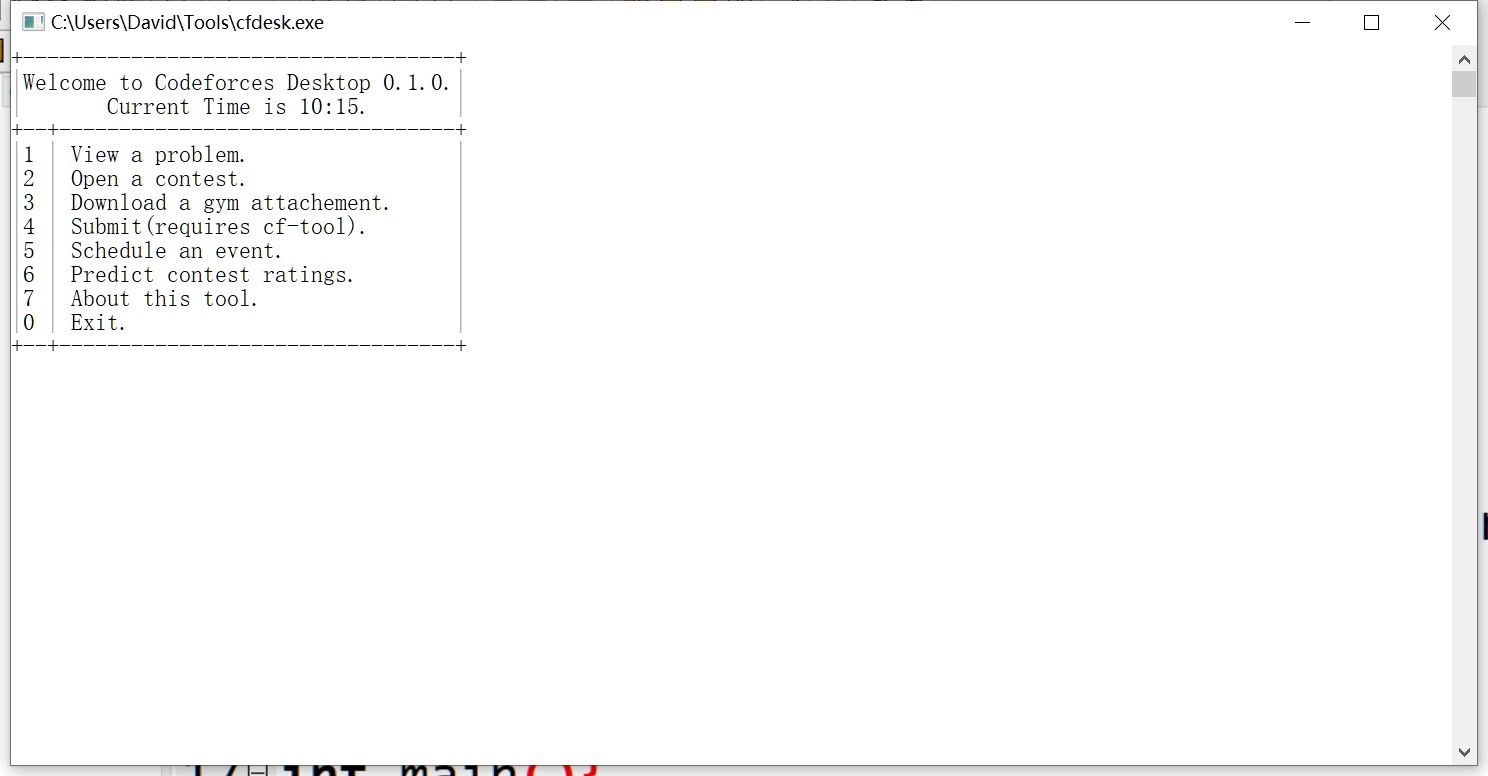 C:\Users\David\Tools\cfdesk.exe
+------------------------------------+
|Welcome to Codeforces Desktop 0.1.0.|
|       Current Time is 10:15.       |
+--+---------------------------------+
|1 | View a problem.                 |
|2 | Open a contest.                 |
|3 | Download a gym attachement.     |
|4 | Submit(requires cf-tool).       |
|5 | Schedule an event.              |
|6 | Predict contest ratings.        |
|7 | About this tool.                |
|0 | Exit.                           |
+--+---------------------------------+
int main(){